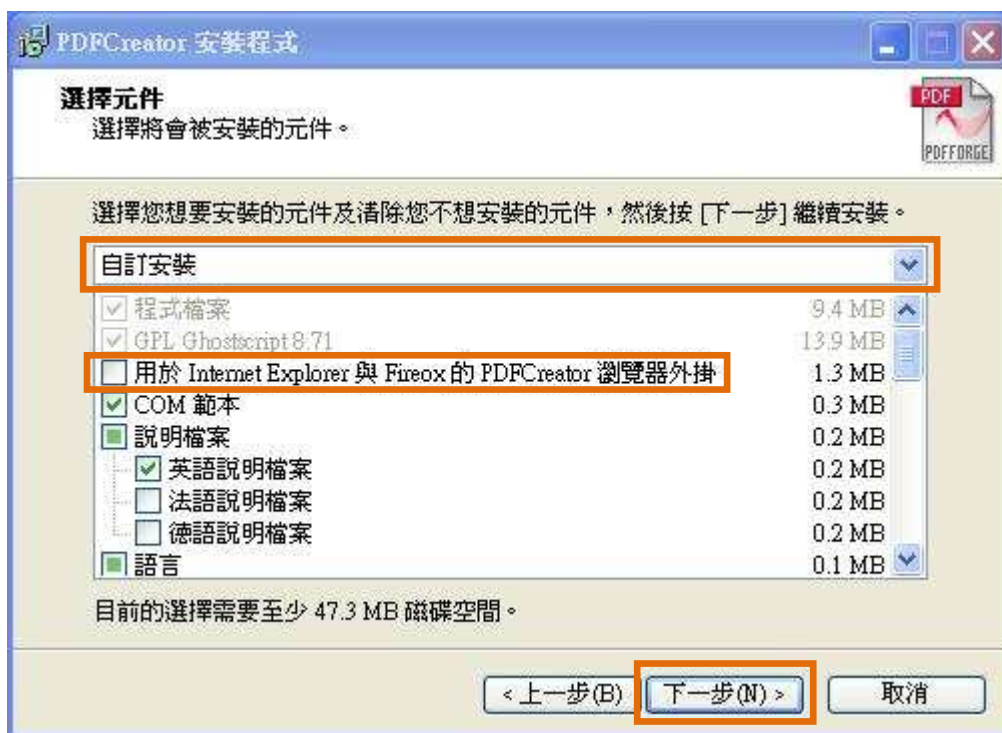 PDFCreator 安裝程式
選擇元件
選擇將會被安裝的元件。
PDF
PDFFORGE
選擇您想要安裝的元件及清除您不想安裝的元件，然後按 [下一步] 繼續安裝。
自訂安裝
程式檔案 9.4 MB
GPL Ghostscript 8.71 13.9 MB
用於 Internet Explorer 與 Fireox 的 PDFCreator 瀏覽器外掛 1.3 MB
COM 範本 0.3 MB
說明檔案 0.2 MB
英語說明檔案 0.2 MB
法語說明檔案 0.2 MB
德語說明檔案 0.2 MB
語言 0.1 MB
目前的選擇需要至少 47.3 MB 磁碟空間。
<上一步(B) 下一步(N)> 取消